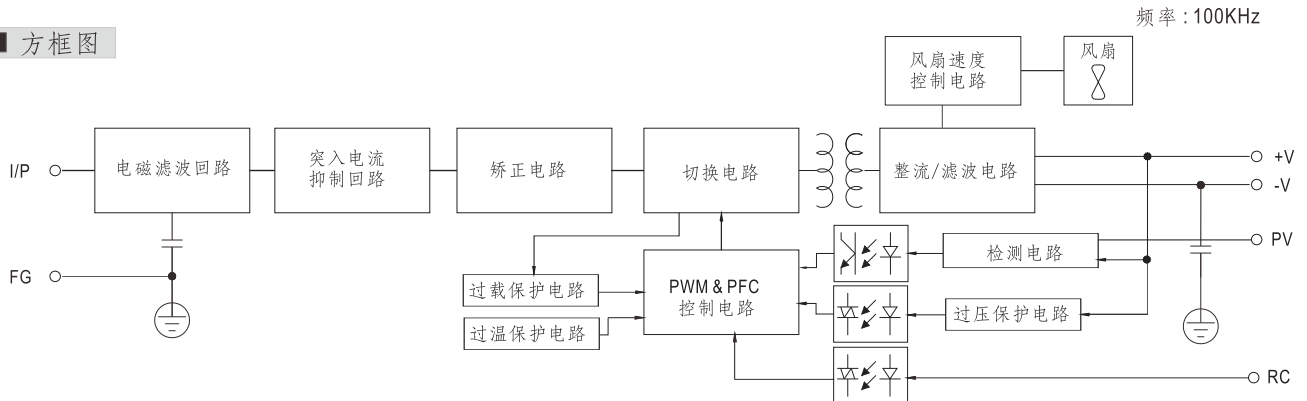 频率:100KHz
方框图
风扇速度
控制电路
风扇
I/P
电磁滤波回路
突入电流
抑制回路
矫正电路
切换电路
整流/滤波电路
+V
-V
PV
FG
过载保护电路
过温保护电路
PWM & PFC
控制电路
检测电路
过压保护电路
RC